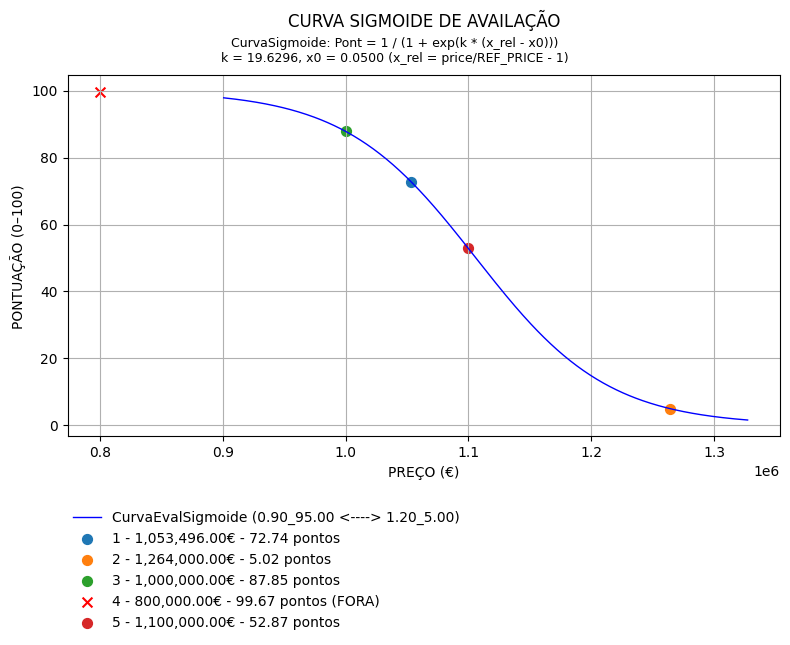 CURVA SIGMOIDE DE AVAILAÇÃO
CurvaSigmoide: Pont = 1 / (1 + exp(k * (x_rel - x0)))
k = 19.6296, x0 = 0.0500 (x_rel = price/REF_PRICE - 1)
PONTUAÇÃO (0–100)
100
80
60
40
20
0
0.8 0.9 1.0 1.1 1.2 1.3
1e6
PREÇO (€)
CurvaEvalSigmoide (0.90_95.00 <----> 1.20_5.00)
1 - 1,053,496.00€ - 72.74 pontos
2 - 1,264,000.00€ - 5.02 pontos
3 - 1,000,000.00€ - 87.85 pontos
4 - 800,000.00€ - 99.67 pontos (FORA)
5 - 1,100,000.00€ - 52.87 pontos